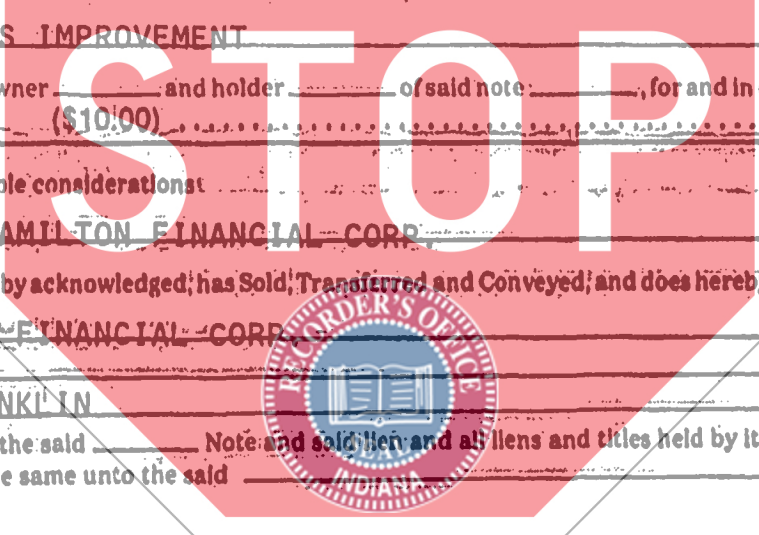 S IMPROVEMENT
wner and holder of said note , for and in
($10.00)
ble considerations
AMILTON FINANCIAL CORP.
by acknowledged, has Sold, Transferred and Conveyed, and does hereb
FINANCIAL CORP.
NKLIN
the said Note and said lien and all liens and titles held by it
e same unto the said
STOP
RECORDER'S OFFICE
INDIANA